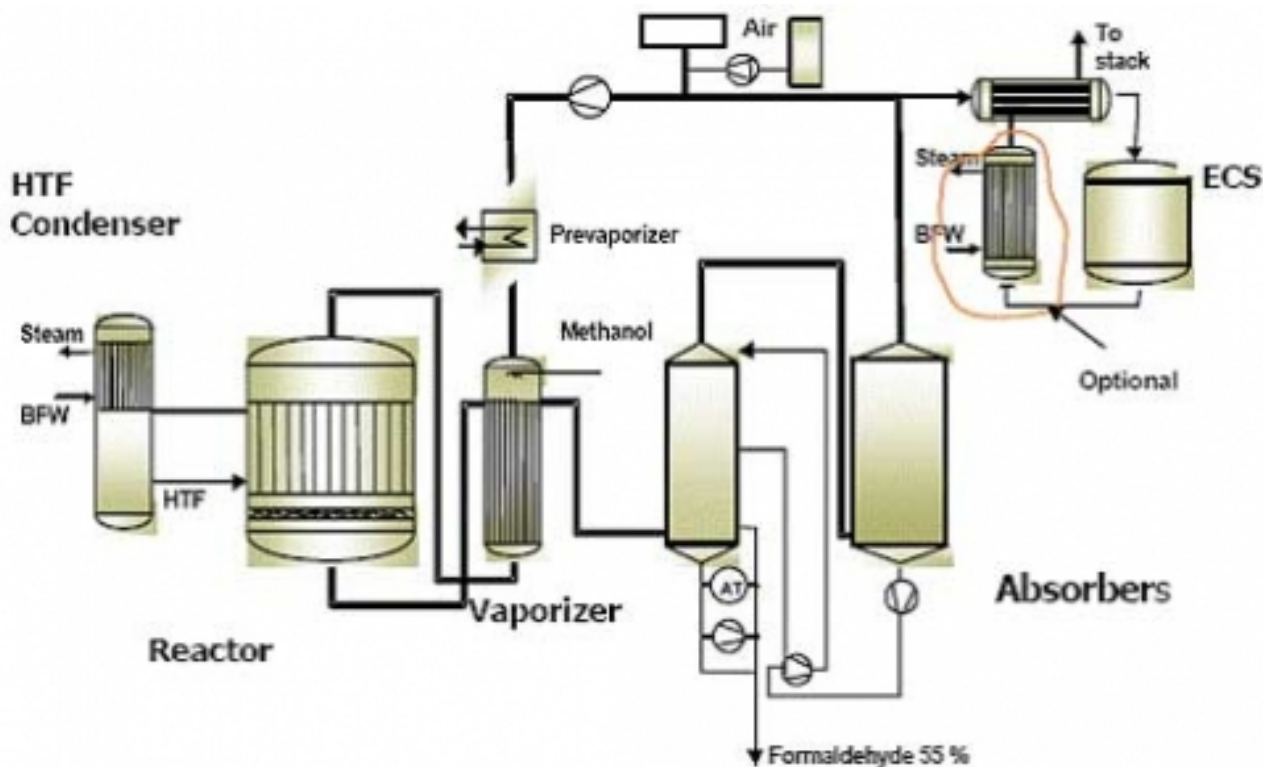 Air
To
stack
Steam
ECS
HTF
Condenser
Prevaporizer
BFW
Steam
Methanol
Optional
BFW
HTF
AT
Vaporizer
Absorbers
Reactor
Formaldehyde 55 %